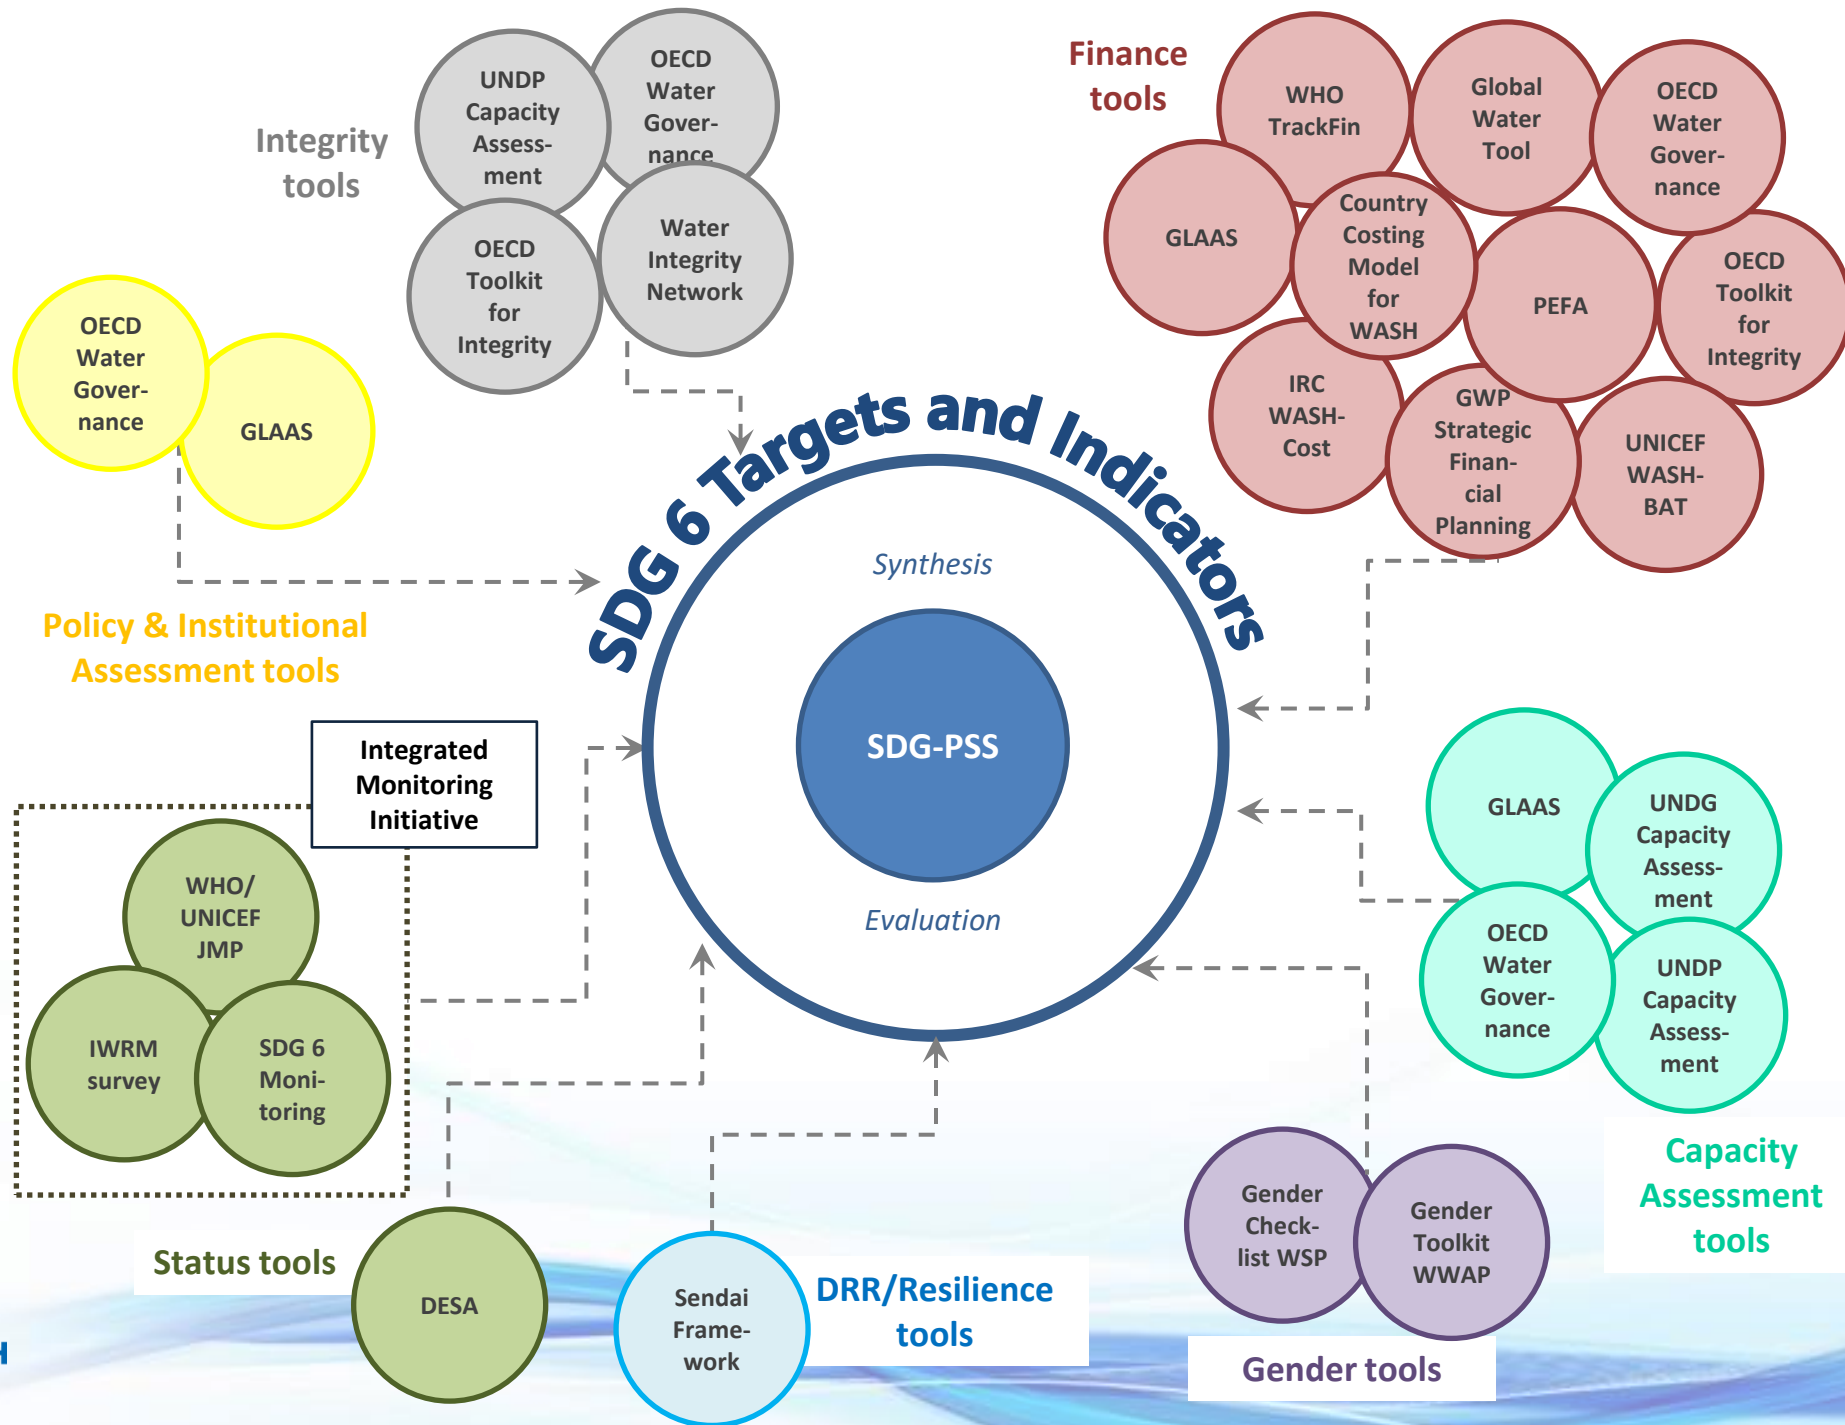 Integrity
tools
UNDP
Capacity
Assess-
ment
OECD
Water
Gover-
nance
OECD
Toolkit
for
Integrity
Water
Integrity
Network
Finance
tools
WHO
TrackFin
Global
Water
Tool
OECD
Water
Gover-
nance
GLAAS
Country
Costing
Model
for
WASH
PEFA
OECD
Toolkit
for
Integrity
IRC
WASH-
Cost
GWP
Strategic
Finan-
cial
Planning
UNICEF
WASH-
BAT
OECD
Water
Gover-
nance
GLAAS
Policy & Institutional
Assessment tools
SDG 6 Targets and Indicators
Synthesis
SDG-PSS
Evaluation
Integrated
Monitoring
Initiative
WHO/
UNICEF
JMP
IWRM
survey
SDG 6
Moni-
toring
Status tools
DESA
Sendai
Frame-
work
DRR/Resilience
tools
Gender
Check-
list WSP
Gender
Toolkit
WWAP
Gender tools
GLAAS
UNDG
Capacity
Assess-
ment
OECD
Water
Gover-
nance
UNDP
Capacity
Assess-
ment
Capacity
Assessment
tools